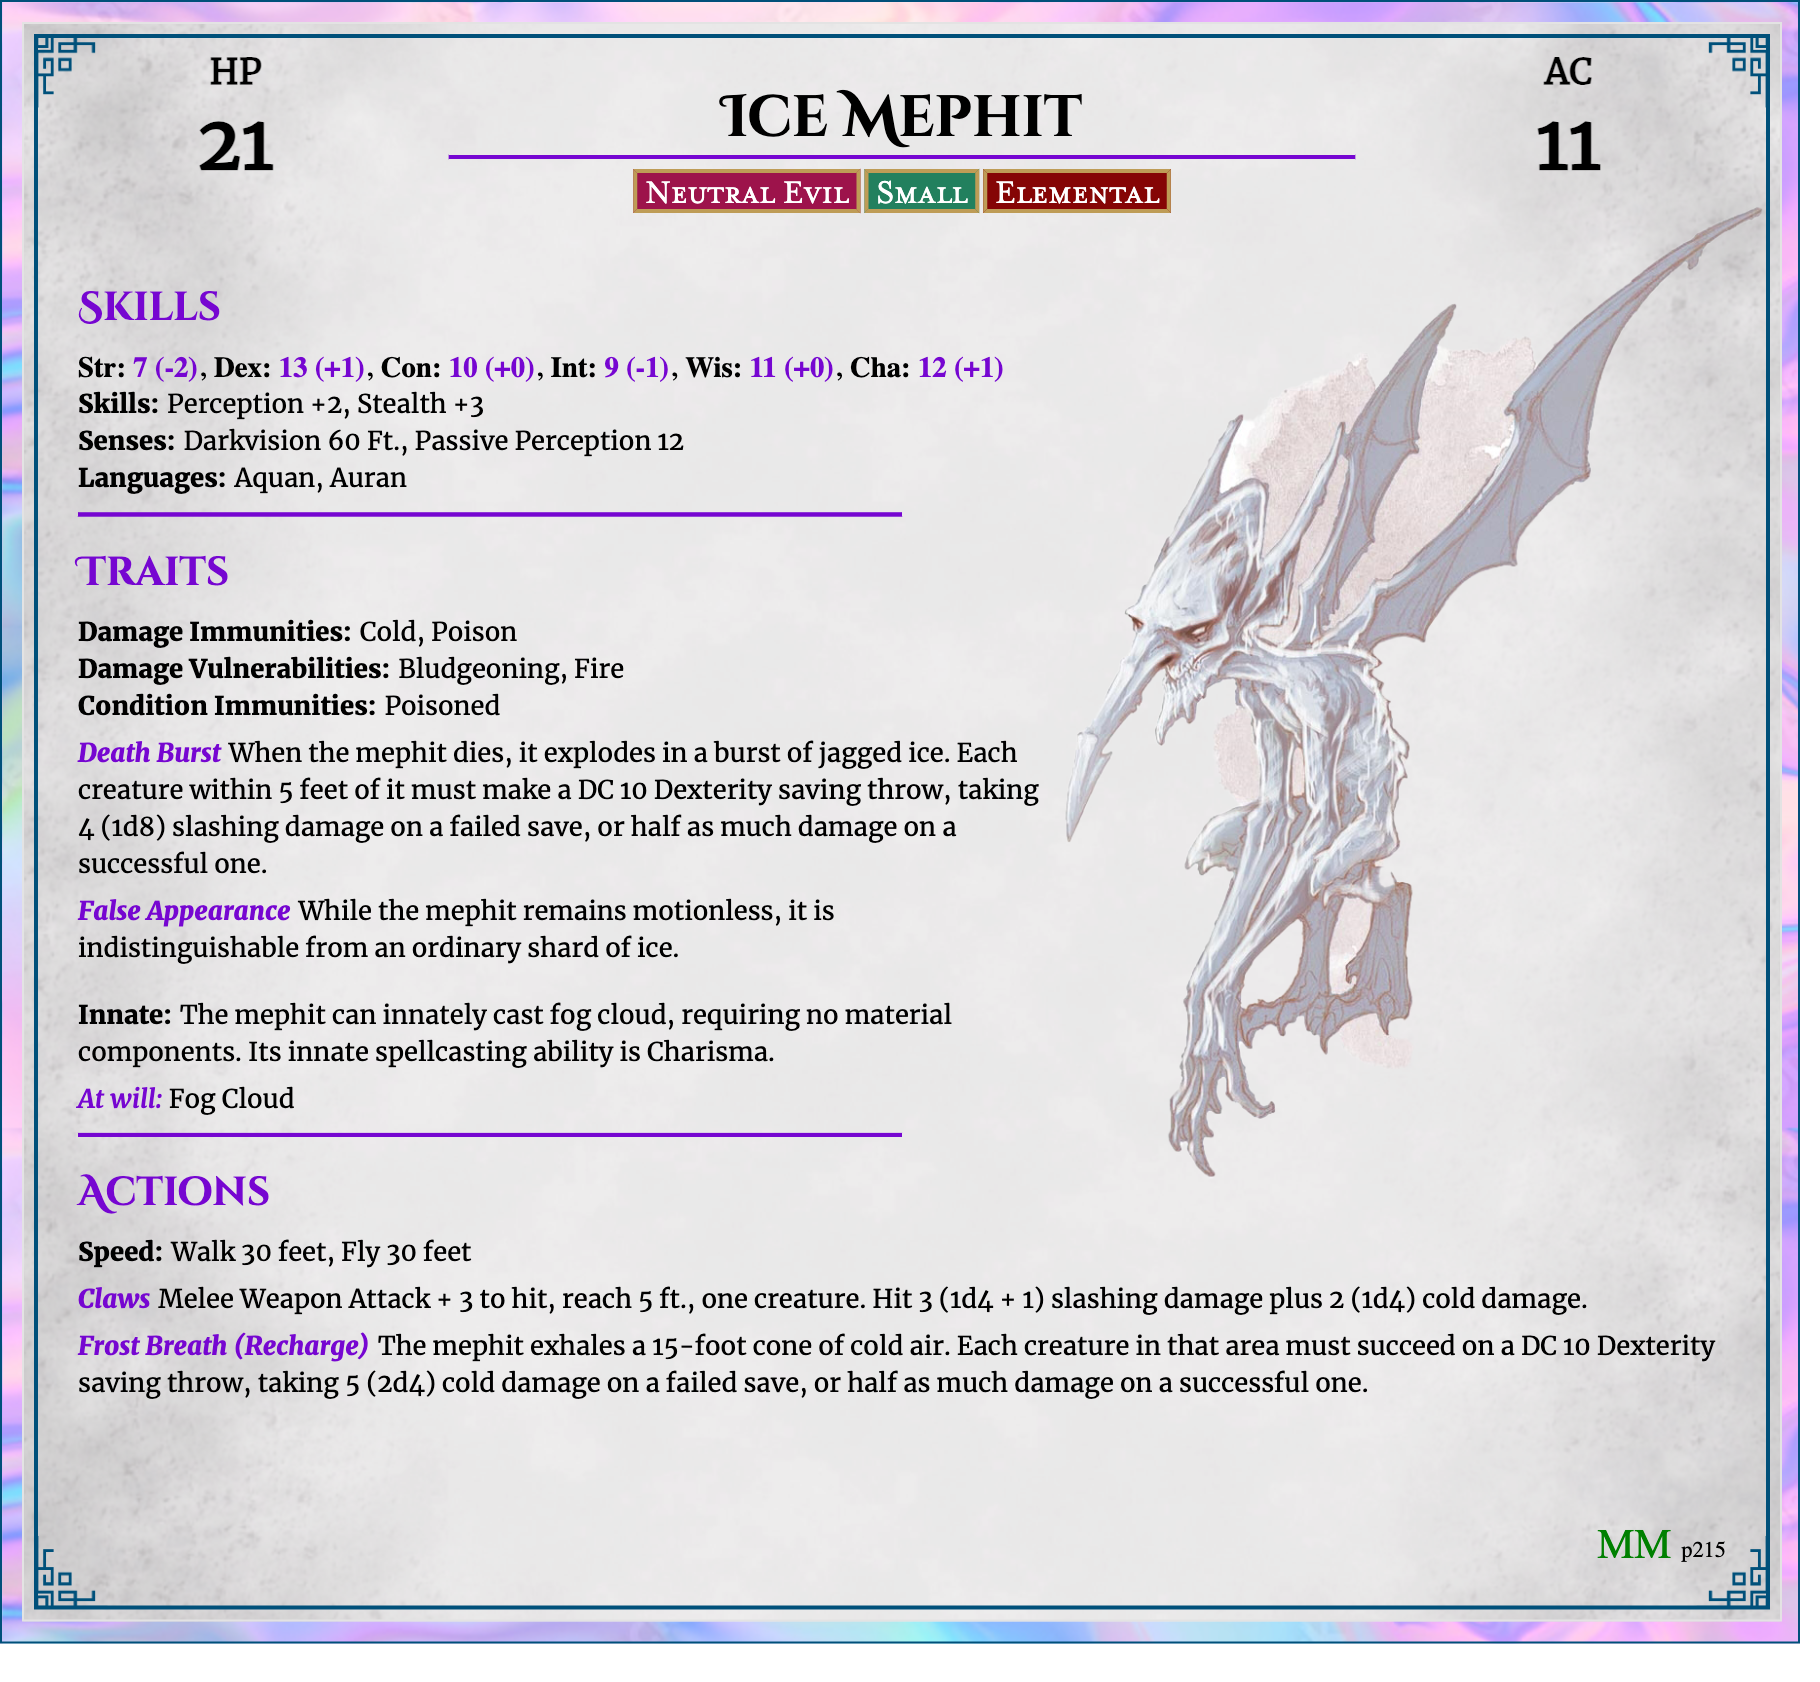 HP
21
Ice Mephit
AC
11
Neutral Evil Small Elemental
Skills
Str: 7 (-2), Dex: 13 (+1), Con: 10 (+0), Int: 9 (-1), Wis: 11 (+0), Cha: 12 (+1)
Skills: Perception +2, Stealth +3
Senses: Darkvision 60 Ft., Passive Perception 12
Languages: Aquan, Auran
Traits
Damage Immunities: Cold, Poison
Damage Vulnerabilities: Bludgeoning, Fire
Condition Immunities: Poisoned
Death Burst When the mephit dies, it explodes in a burst of jagged ice. Each
creature within 5 feet of it must make a DC 10 Dexterity saving throw, taking
4 (1d8) slashing damage on a failed save, or half as much damage on a
successful one.
False Appearance While the mephit remains motionless, it is
indistinguishable from an ordinary shard of ice.
Innate: The mephit can innately cast fog cloud, requiring no material
components. Its innate spellcasting ability is Charisma.
At will: Fog Cloud
Actions
Speed: Walk 30 feet, Fly 30 feet
Claws Melee Weapon Attack + 3 to hit, reach 5 ft., one creature. Hit 3 (1d4 + 1) slashing damage plus 2 (1d4) cold damage.
Frost Breath (Recharge) The mephit exhales a 15-foot cone of cold air. Each creature in that area must succeed on a DC 10 Dexterity
saving throw, taking 5 (2d4) cold damage on a failed save, or half as much damage on a successful one.
MM p215